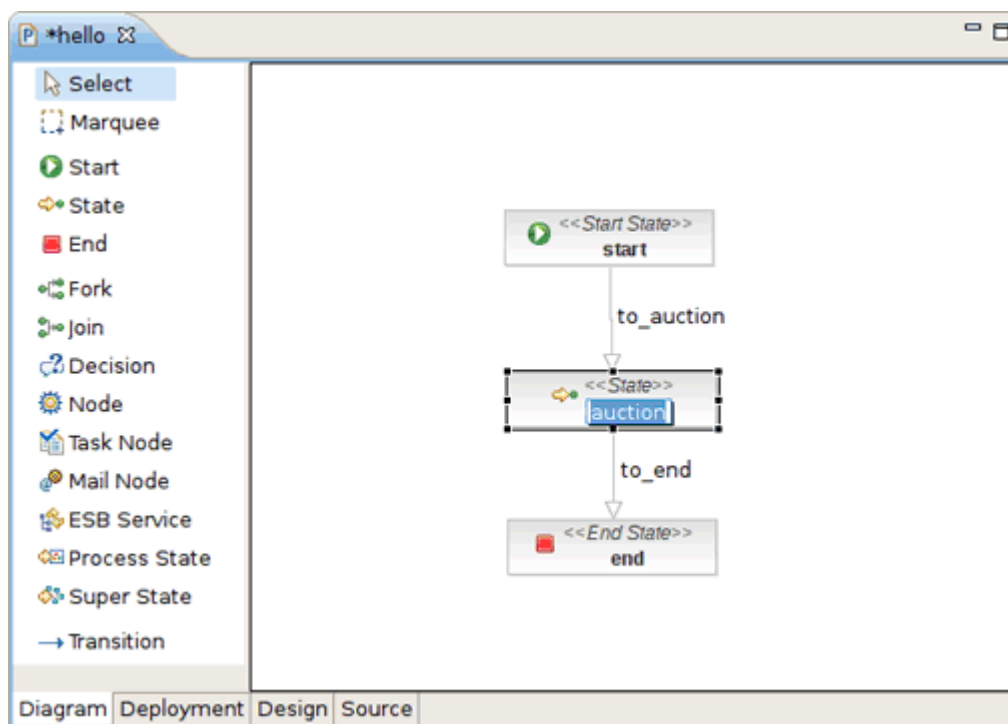 *hello
Select
Marquee
Start
State
End
Fork
Join
Decision
Node
Task Node
Mail Node
ESB Service
Process State
Super State
Transition
<<Start State>>
start
to_auction
<<State>>
auction
to_end
<<End State>>
end
Diagram Deployment Design Source